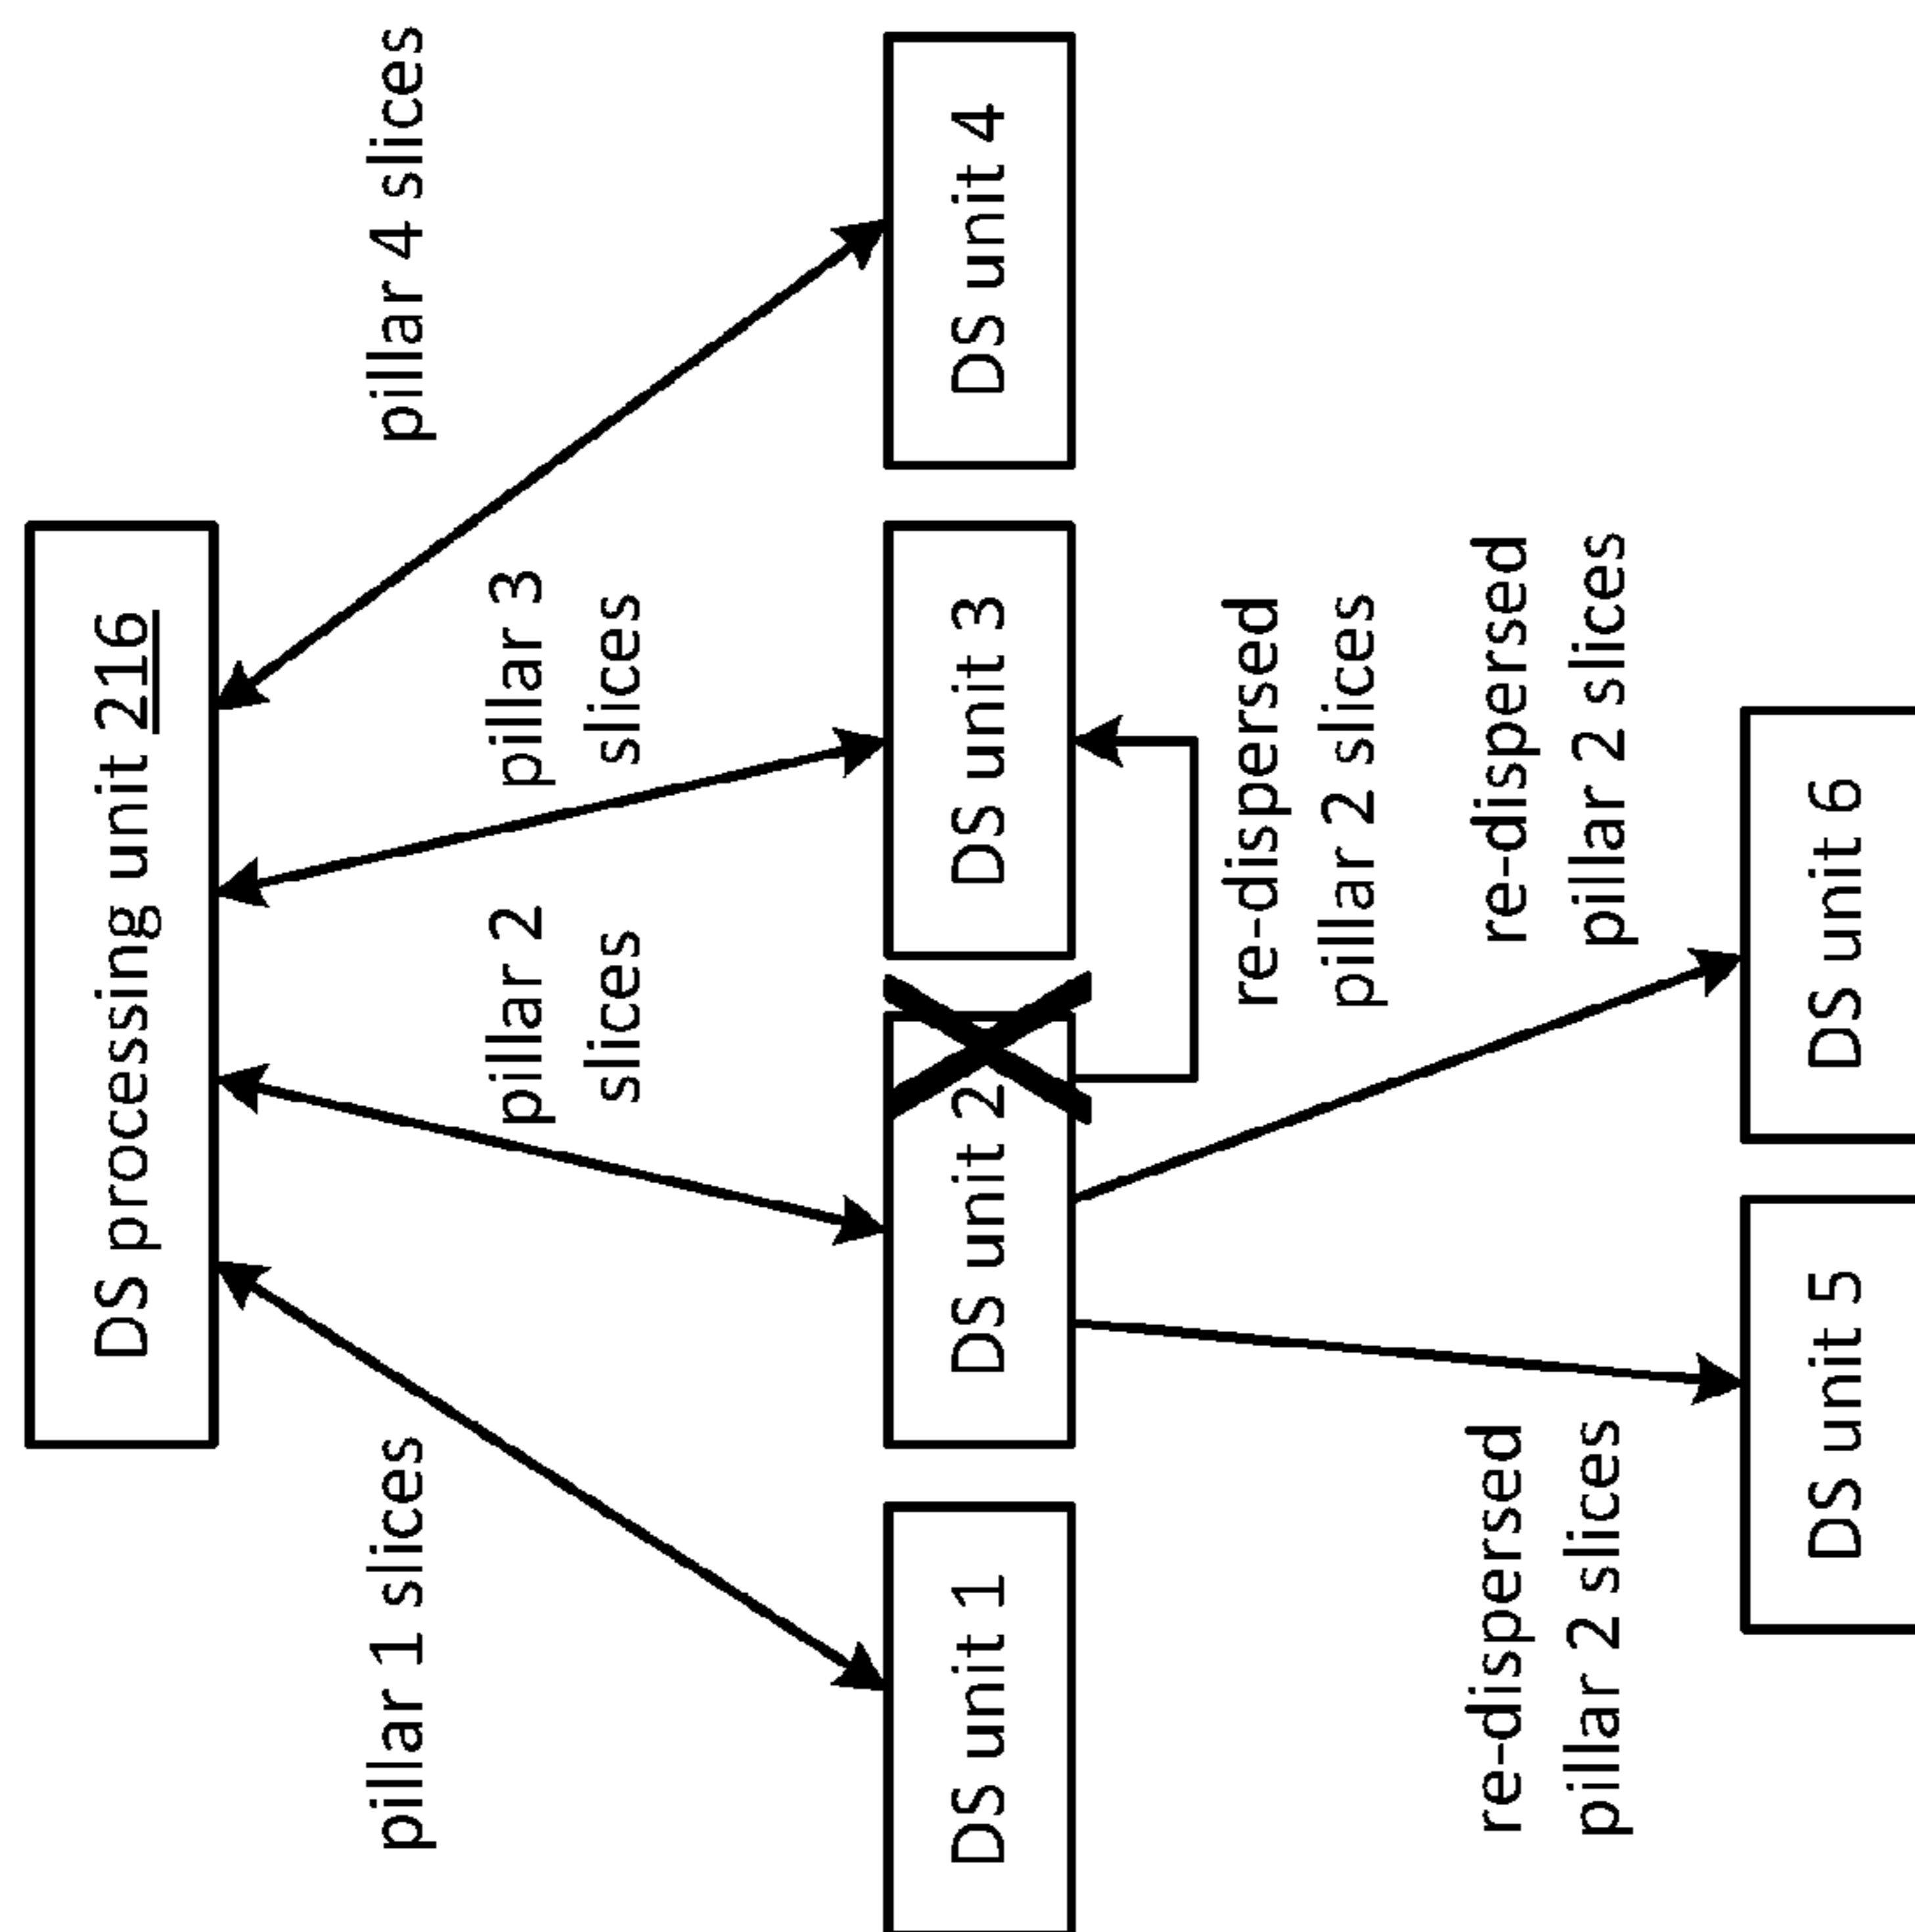 DS processing unit 216
pillar 1 slices
pillar 2
slices
pillar 3
slices
pillar 4 slices
DS unit 1
DS unit 2
DS unit 3
DS unit 4
re-dispersed
pillar 2 slices
re-dispersed
pillar 2 slices
re-dispersed
pillar 2 slices
DS unit 5
DS unit 6